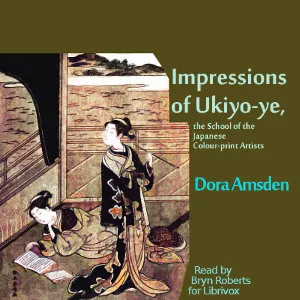 Impressions
of Ukiyo-ye,
the School of the
Japanese
Colour-print Artists
Dora Amsden
Read by
Bryn Roberts
for Librivox